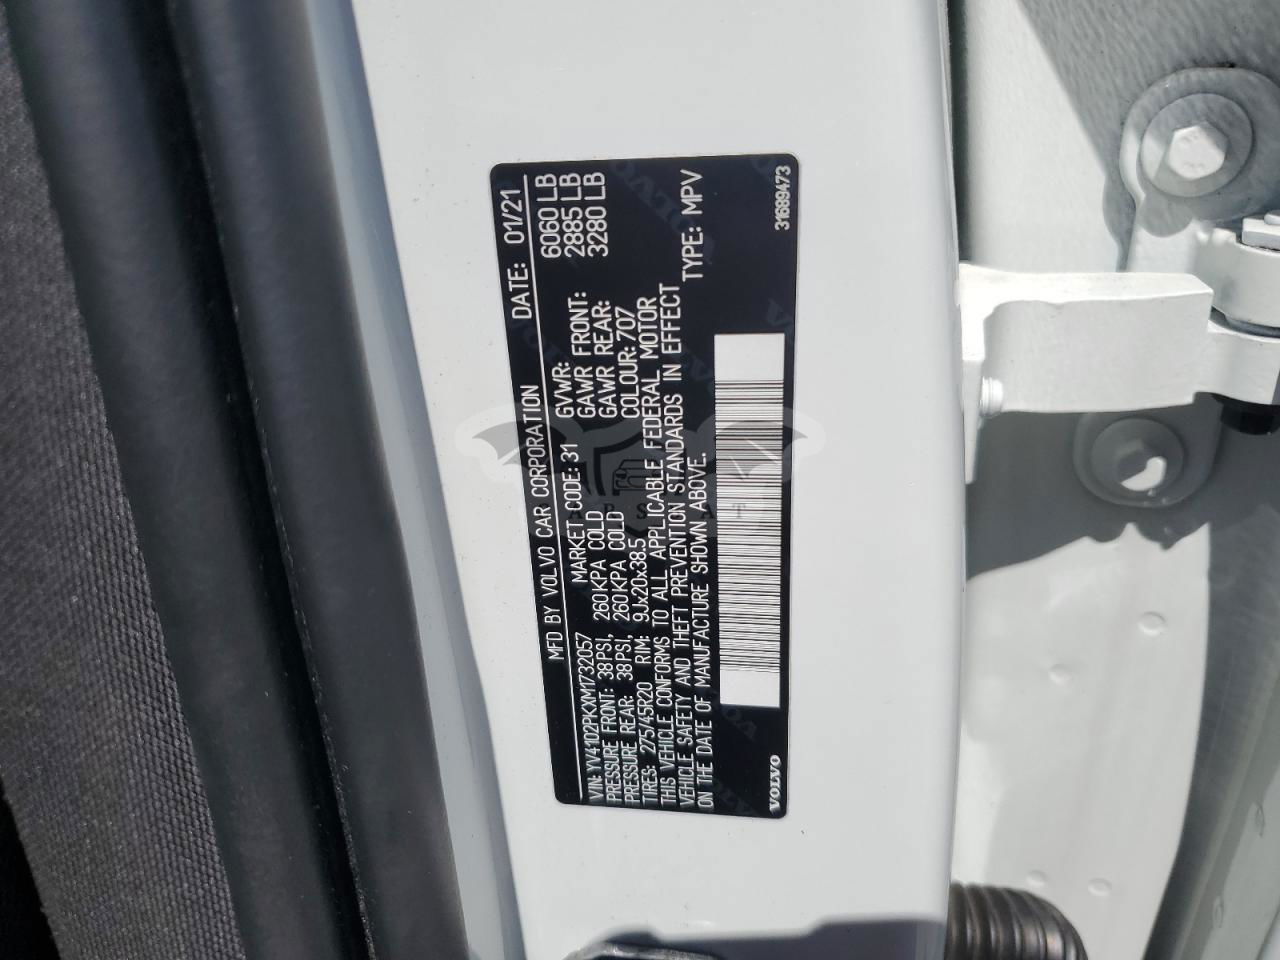 MFD BY VOLVO CAR CORPORATION DATE: 01/21
VIN: YV4102PKXM1732057 MARKET CODE: 31 GVWR: 6060 LB
PRESSURE FRONT: 38PSI, 260KPA COLD GAWR FRONT: 2885 LB
PRESSURE REAR: 38PSI, 260KPA COLD GAWR REAR: 3280 LB
TIRES: 275/45R20 RIM: 9Jx20x38.5 COLOUR: 707
THIS VEHICLE CONFORMS TO ALL APPLICABLE FEDERAL MOTOR
VEHICLE SAFETY AND THEFT PREVENTION STANDARDS IN EFFECT
ON THE DATE OF MANUFACTURE SHOWN ABOVE. TYPE: MPV
VOLVO 31689473